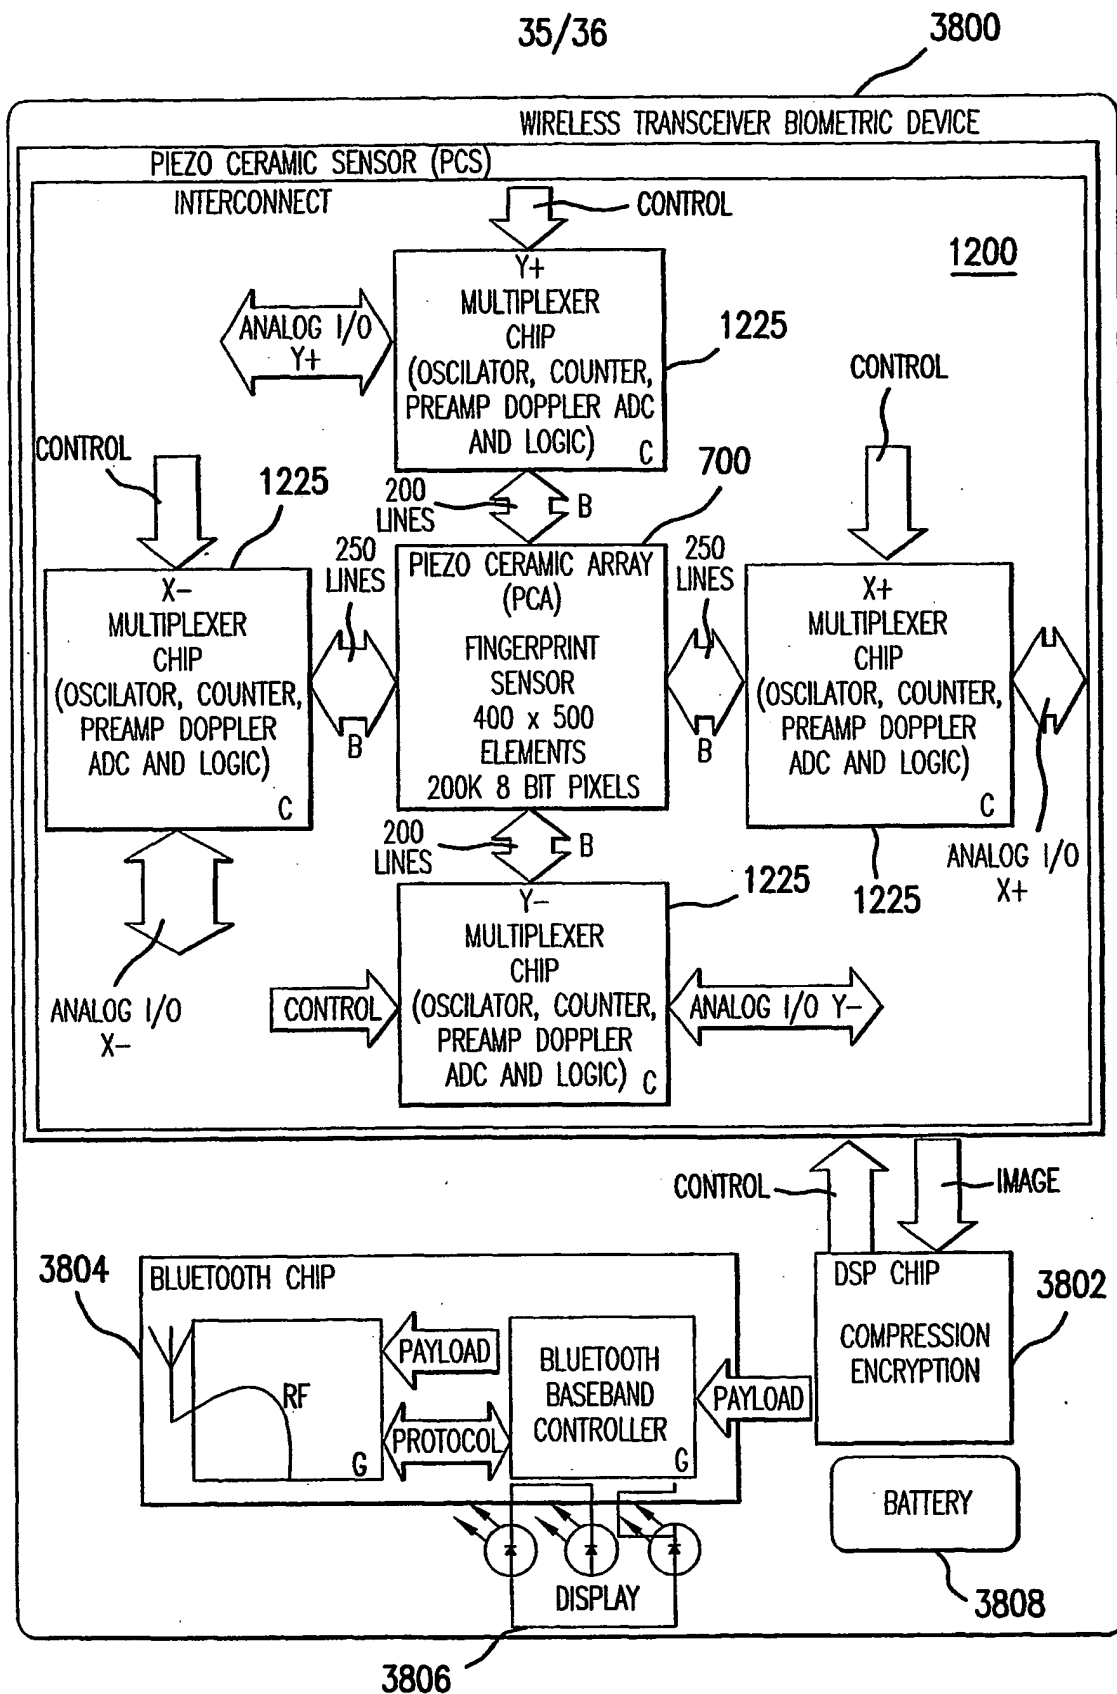 35/36
3800
WIRELESS TRANSCEIVER BIOMETRIC DEVICE
PIEZO CERAMIC SENSOR (PCS)
INTERCONNECT
CONTROL
1200
Y+
MULTIPLEXER
CHIP
(OSCILATOR, COUNTER,
PREAMP DOPPLER ADC
AND LOGIC)
C
ANALOG I/O
Y+
1225
CONTROL
CONTROL
1225
200
LINES
B
700
250
LINES
B
PIEZO CERAMIC ARRAY
(PCA)
FINGERPRINT
SENSOR
400 x 500
ELEMENTS
200K 8 BIT PIXELS
250
LINES
B
X-
MULTIPLEXER
CHIP
(OSCILATOR, COUNTER,
PREAMP DOPPLER
ADC AND LOGIC)
C
X+
MULTIPLEXER
CHIP
(OSCILATOR, COUNTER,
PREAMP DOPPLER
ADC AND LOGIC)
C
200
LINES
B
1225
1225
ANALOG I/O
X+
Y-
MULTIPLEXER
CHIP
(OSCILATOR, COUNTER,
PREAMP DOPPLER
ADC AND LOGIC)
C
ANALOG I/O
X-
CONTROL
ANALOG I/O Y-
CONTROL
IMAGE
3804
BLUETOOTH CHIP
DSP CHIP
COMPRESSION
ENCRYPTION
3802
PAYLOAD
RF
G
PROTOCOL
BLUETOOTH
BASEBAND
CONTROLLER
G
PAYLOAD
BATTERY
DISPLAY
3808
3806